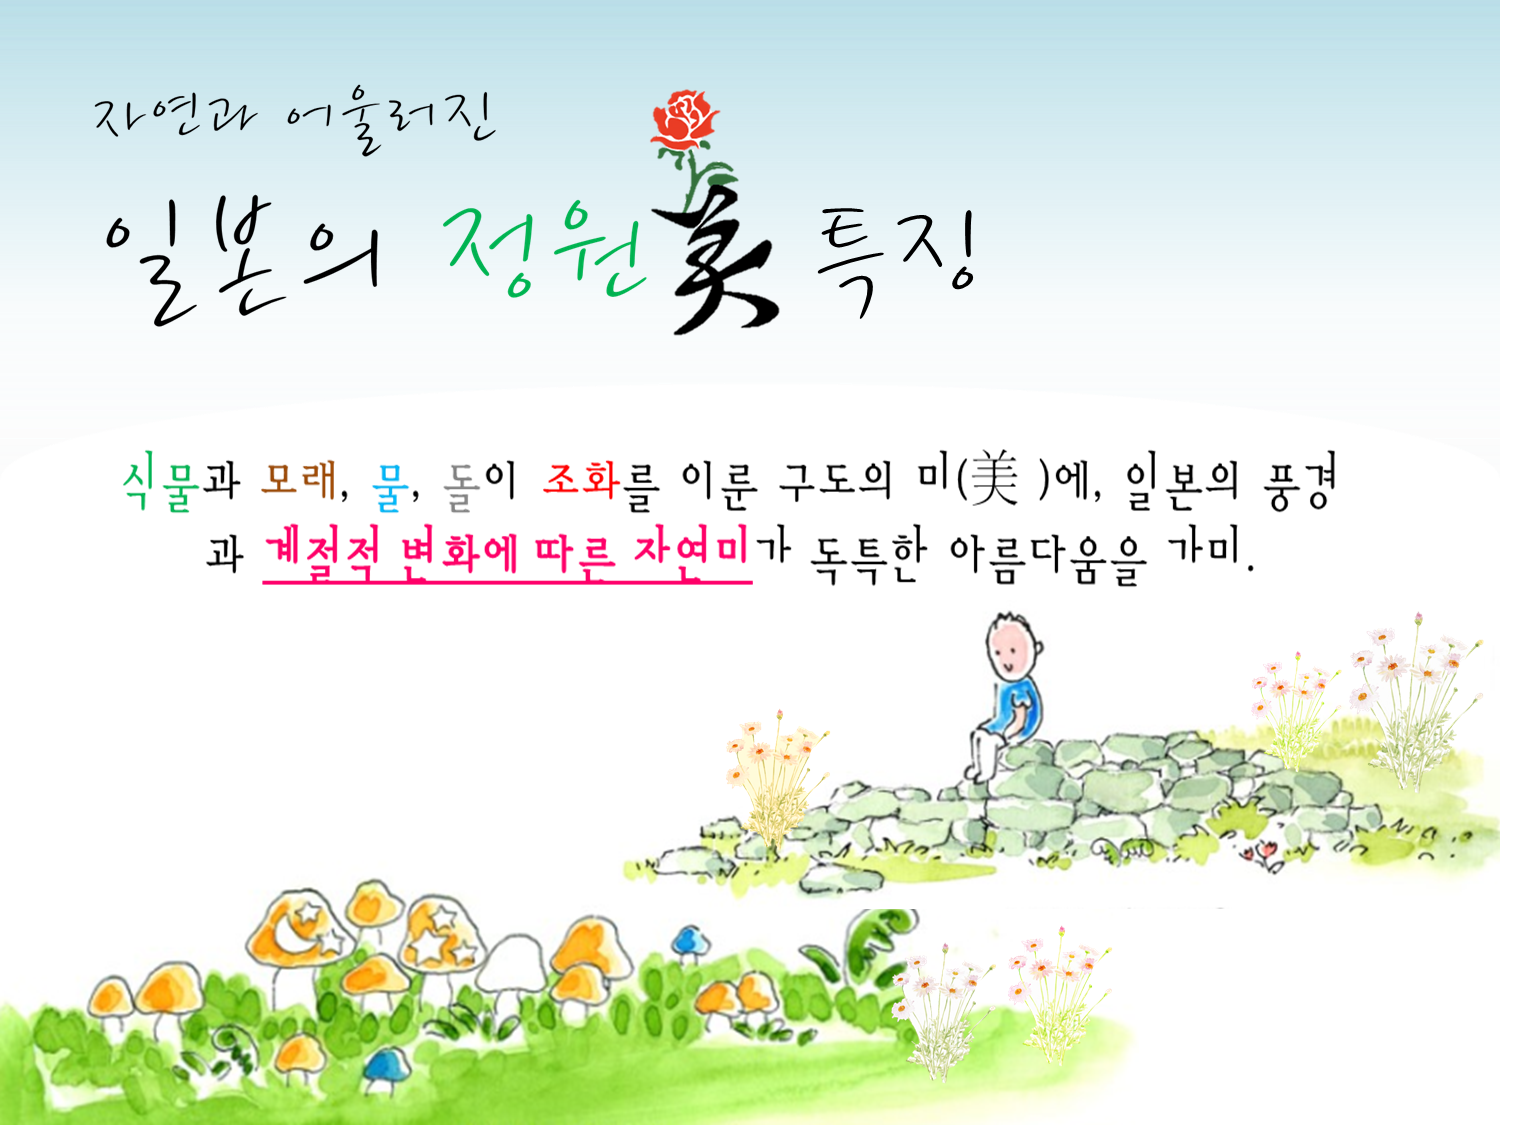 자연과 어울러진
일본의 정원美 특징
식물과 모래, 물, 돌이 조화를 이룬 구도의 미(美 )에, 일본의 풍경
과 계절적 변화에 따른 자연미가 독특한 아름다움을 가미.